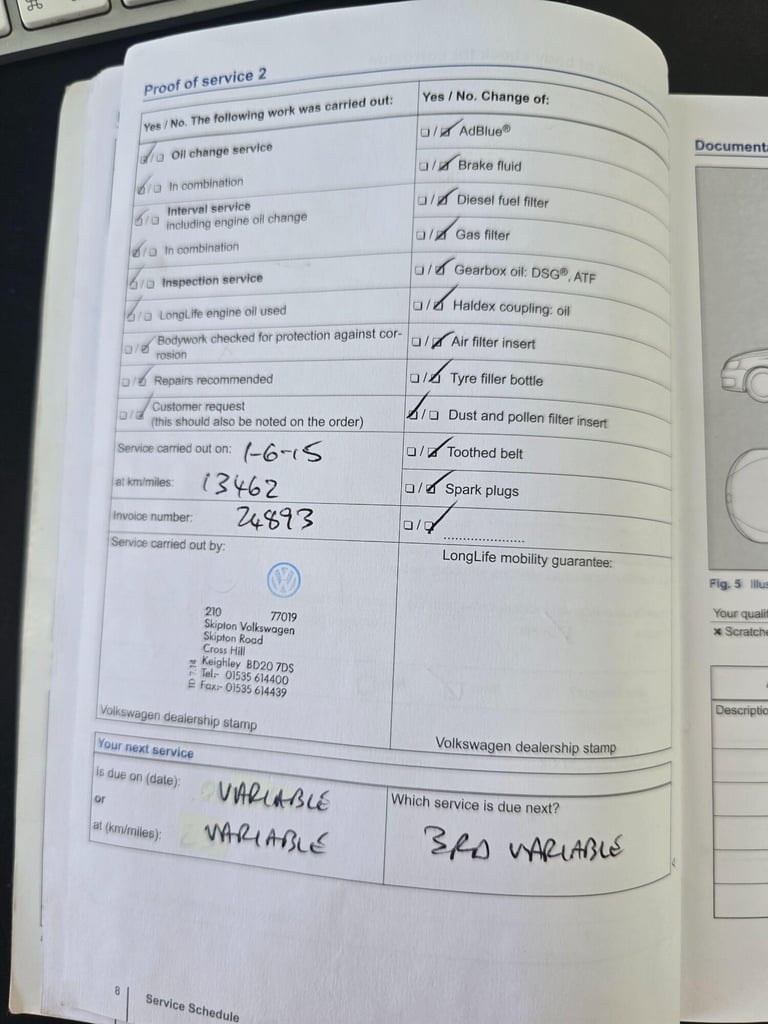 Proof of service 2
Yes / No. The following work was carried out:
Oil change service
In combination
Interval service
including engine oil change
In combination
Inspection service
LongLife engine oil used
Bodywork checked for protection against cor-
rosion
Repairs recommended
Customer request
(this should also be noted on the order)
Service carried out on: 1-6-15
at km/miles: 13462
Invoice number: 24893
Service carried out by:
210 77019
Skipton Volkswagen
Skipton Road
Cross Hill
Keighley BD20 7DS
Tel:- 01535 614400
Fax:- 01535 614439
Volkswagen dealership stamp
Yes / No. Change of:
AdBlue®
Brake fluid
Diesel fuel filter
Gas filter
Gearbox oil: DSG®, ATF
Haldex coupling: oil
Air filter insert
Tyre filler bottle
Dust and pollen filter insert
Toothed belt
Spark plugs
LongLife mobility guarantee:
Volkswagen dealership stamp
Your next service
is due on (date): VARIABLE
or
at (km/miles): VARIABLE
Which service is due next?
3RD VARIABLE
8 Service Schedule
Documenta
Fig. 5 Illus
Your qualit
Scratche
Descriptio